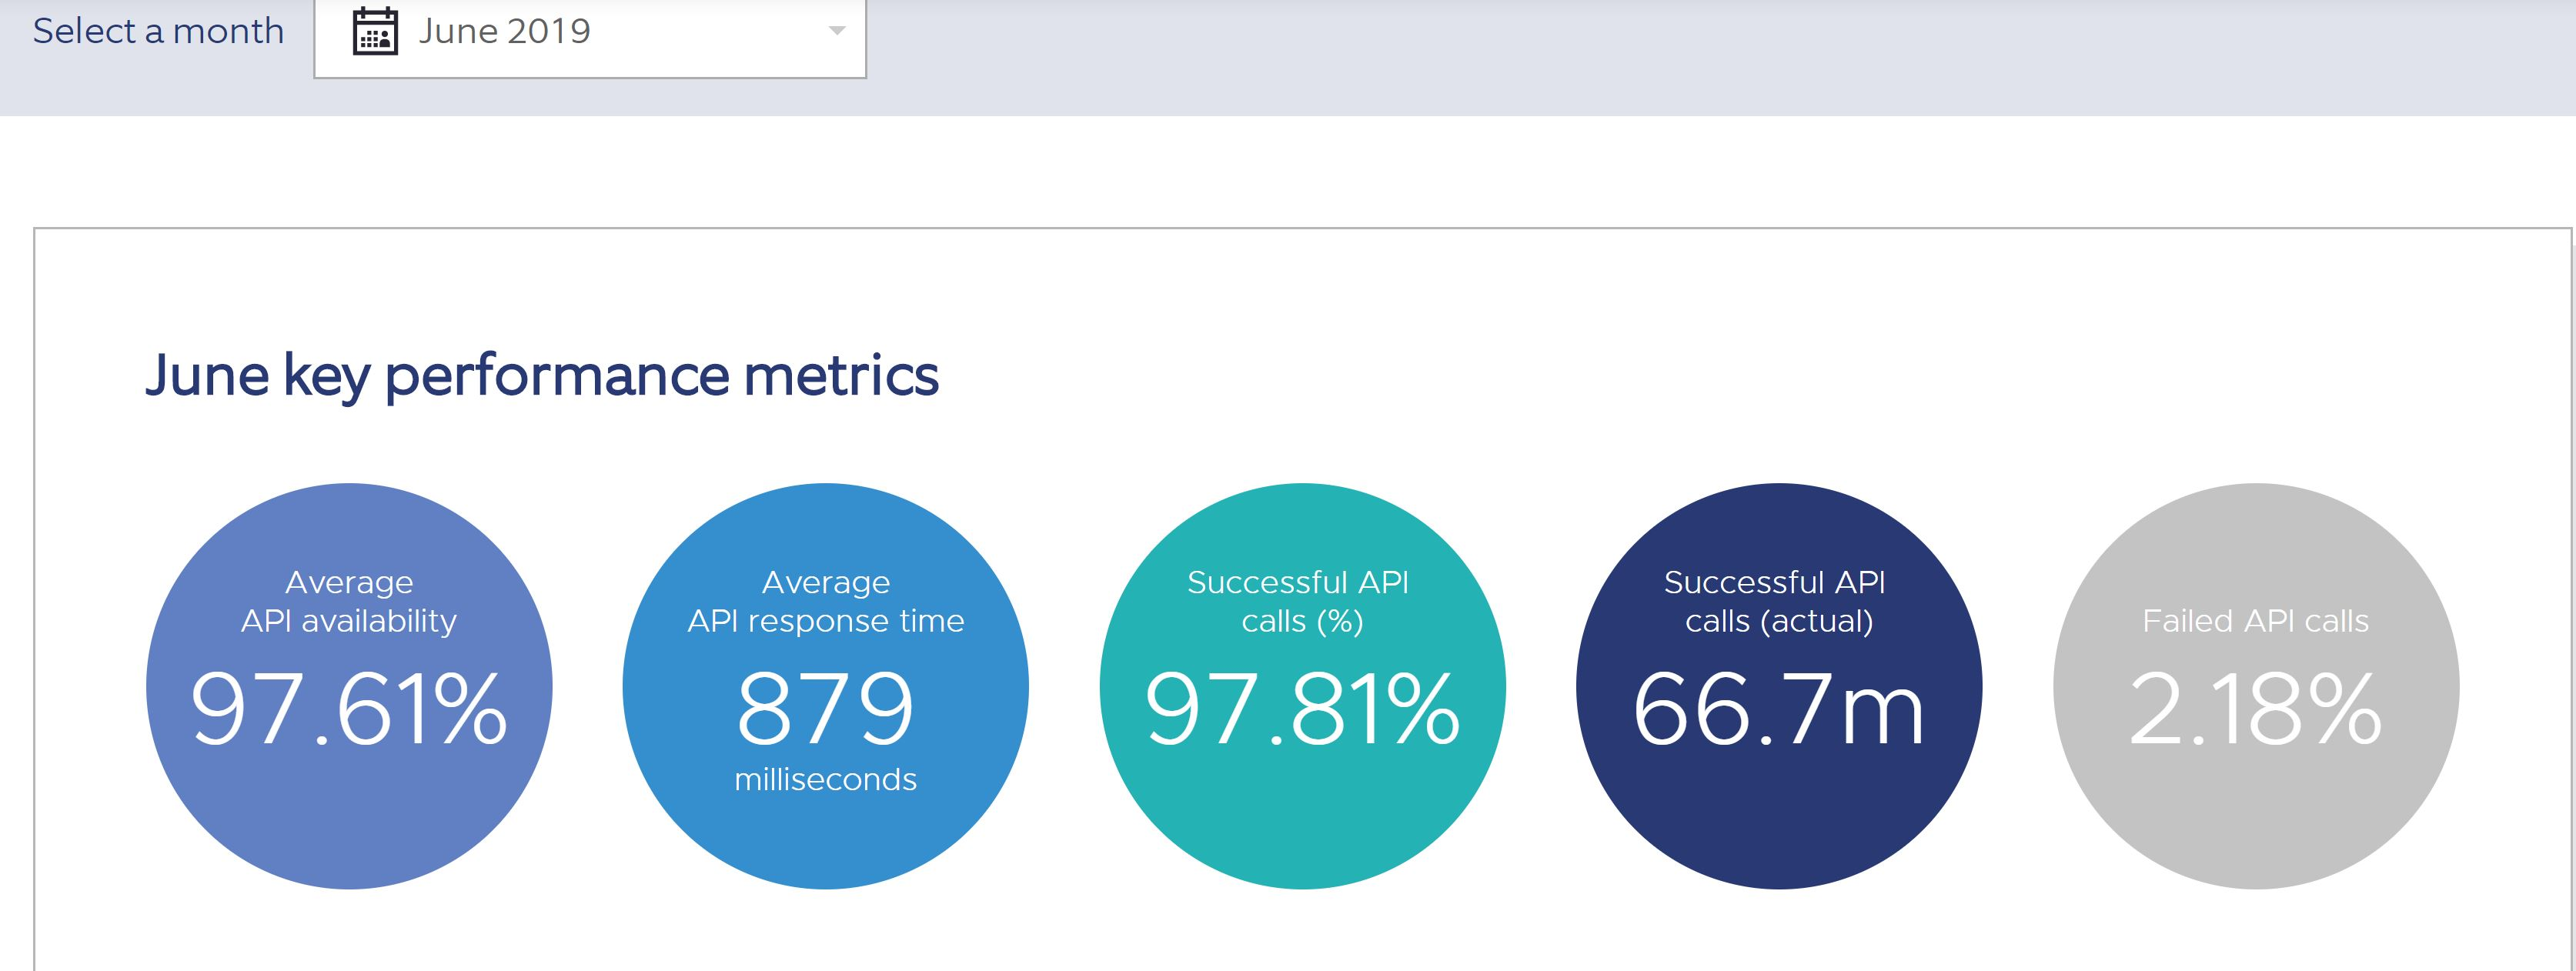 Select a month
June 2019
June key performance metrics
Average
API availability
97.61%
Average
API response time
879
milliseconds
Successful API
calls (%)
97.81%
Successful API
calls (actual)
66.7m
Failed API calls
2.18%